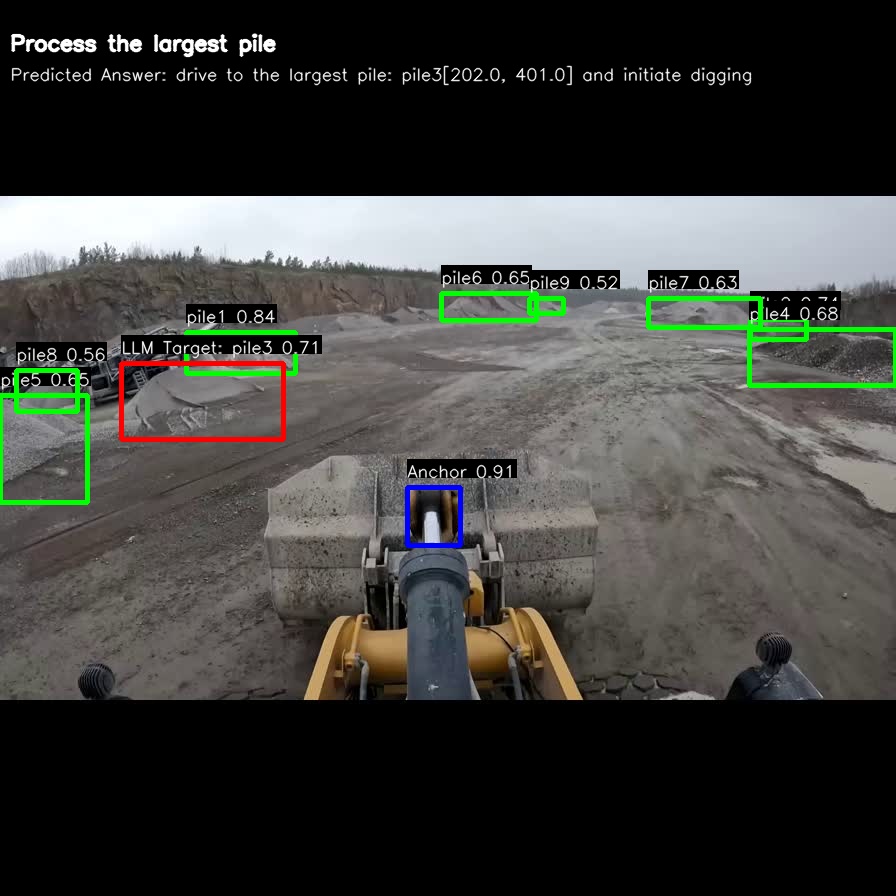 Process the largest pile
Predicted Answer: drive to the largest pile: pile3[202.0, 401.0] and initiate digging
pile6 0.65
pile9 0.52
pile7 0.63
pile4 0.68
pile1 0.84
LLM Target: pile3 0.71
pile8 0.56
pile5 0.65
Anchor 0.91